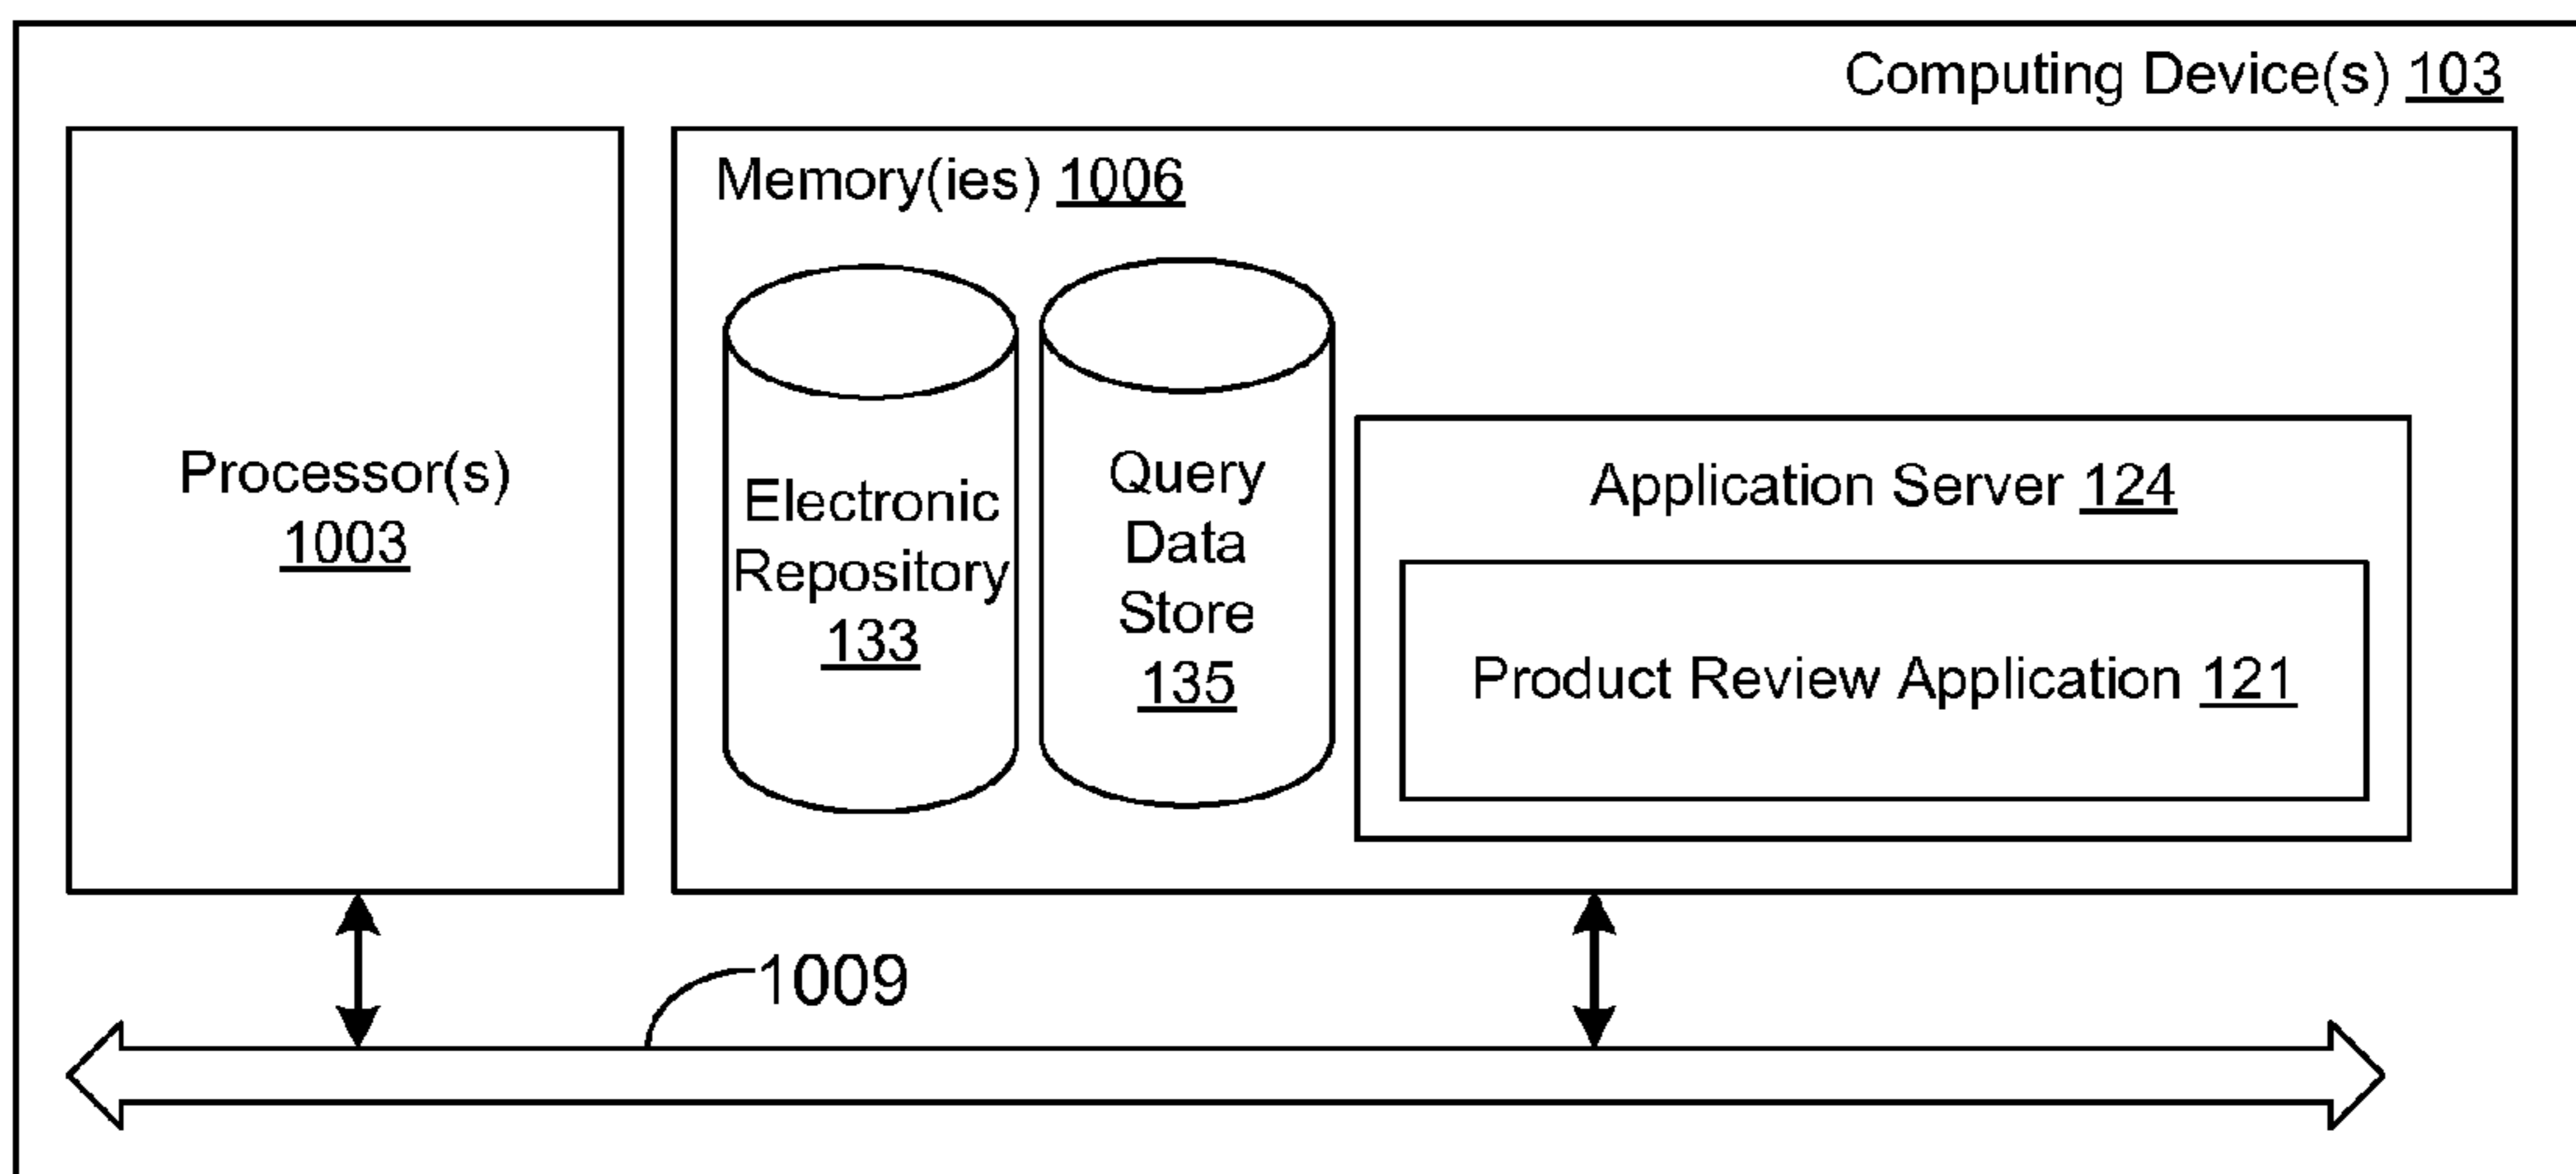 Computing Device(s) 103
Memory(ies) 1006
Processor(s)
1003
Electronic
Repository
133
Query
Data
Store
135
Application Server 124
Product Review Application 121
1009